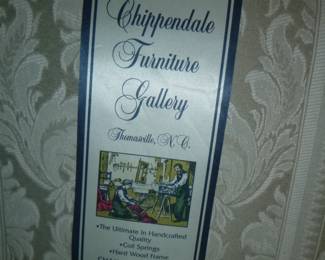 Chippendale
Furniture
Gallery
Thomasville, N.C.
•The Ultimate In Handcrafted
Quality
•Coil Springs
•Hard Wood Frame